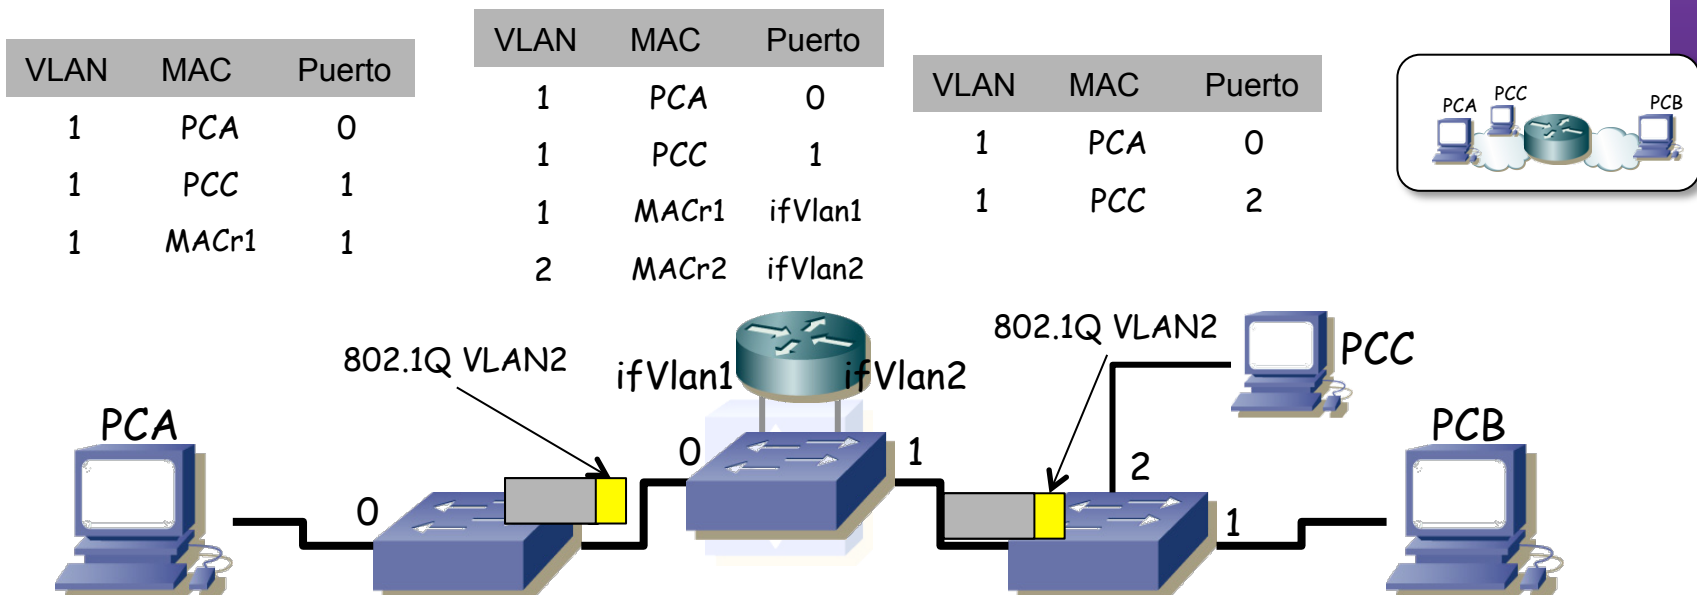 VLAN MAC Puerto
1 PCA 0
1 PCC 1
1 MACr1 1
VLAN MAC Puerto
1 PCA 0
1 PCC 1
1 MACr1 ifVlan1
2 MACr2 ifVlan2
VLAN MAC Puerto
1 PCA 0
1 PCC 2
PCA PCC PCB
802.1Q VLAN2
ifVlan1 ifVlan2
802.1Q VLAN2
PCC
PCA
PCB
0
0 1
2
1